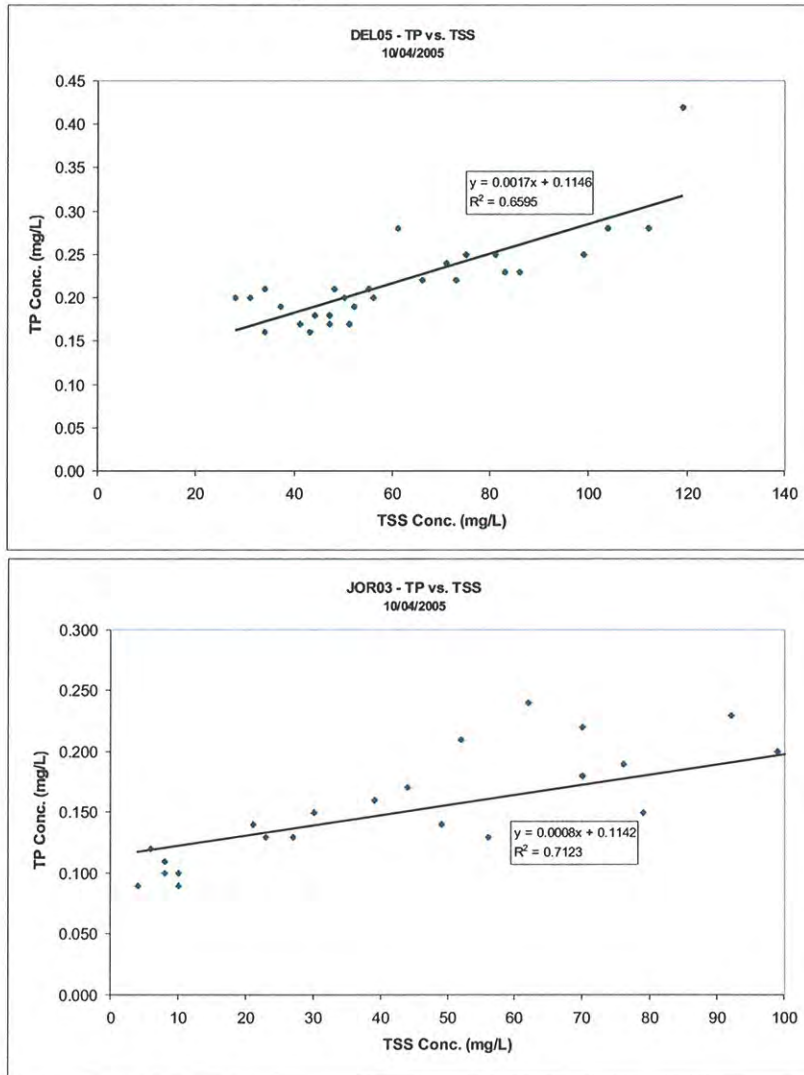 DEL05 - TP vs. TSS
10/04/2005
0.45
0.40
0.35
0.30
0.25
0.20
0.15
0.10
0.05
0.00
TP Conc. (mg/L)
y = 0.0017x + 0.1146
R² = 0.6595
0 20 40 60 80 100 120 140
TSS Conc. (mg/L)
JOR03 - TP vs. TSS
10/04/2005
0.300
0.250
0.200
0.150
0.100
0.050
0.000
TP Conc. (mg/L)
y = 0.0008x + 0.1142
R² = 0.7123
0 10 20 30 40 50 60 70 80 90 100
TSS Conc. (mg/L)